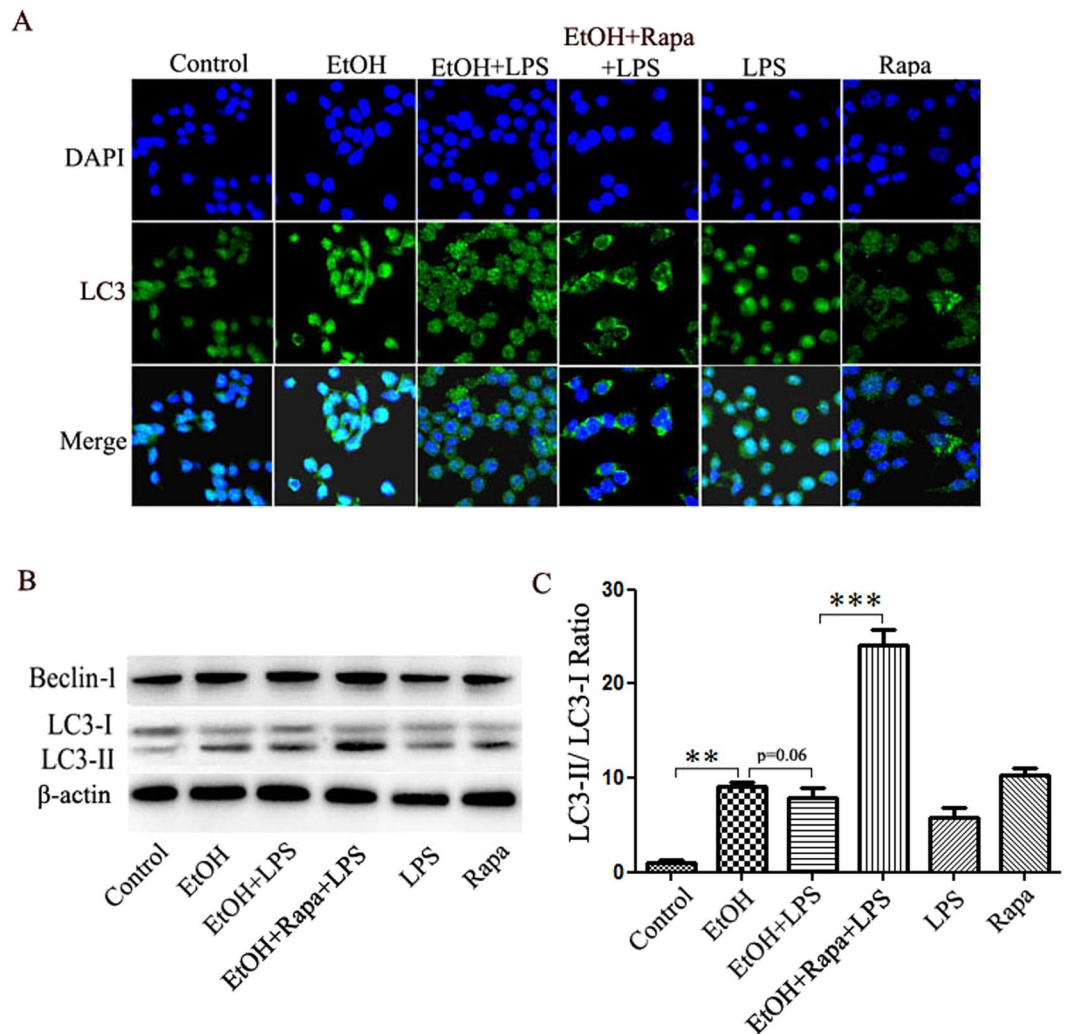 A
Control
EtOH
EtOH+LPS
EtOH+Rapa
+LPS
LPS
Rapa
DAPI
LC3
Merge
B
Beclin-1
LC3-I
LC3-II
β-actin
Control
EtOH
EtOH+LPS
EtOH+Rapa+LPS
LPS
Rapa
C
LC3-II/ LC3-I Ratio
30
20
10
0
**
p=0.06
***
Control
EtOH
EtOH+LPS
EtOH+Rapa+LPS
LPS
Rapa